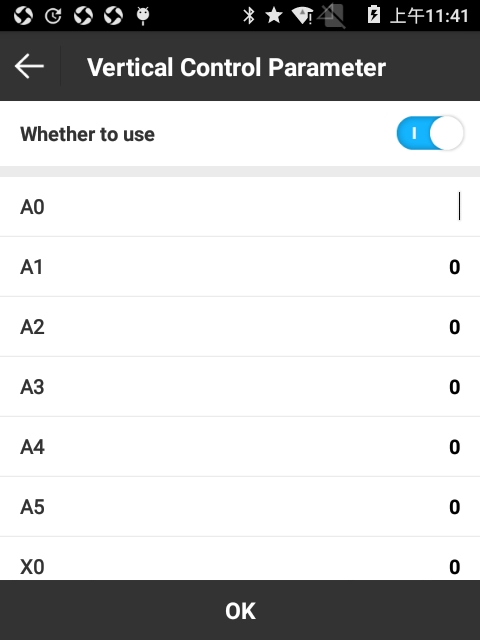 上午11:41
Vertical Control Parameter
Whether to use
A0
A1 0
A2 0
A3 0
A4 0
A5 0
X0 0
OK